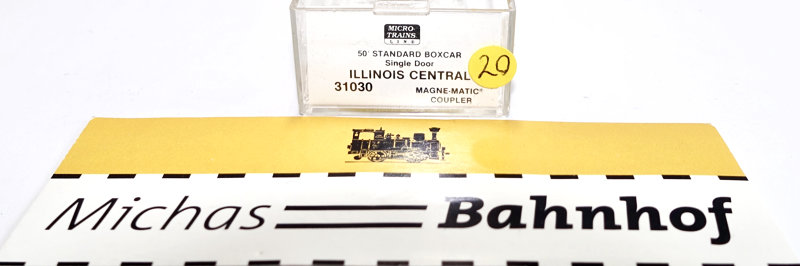 MICRO-
TRAINS
LINE
50' STANDARD BOXCAR
Single Door
ILLINOIS CENTRAL
20
31030 MAGNE-MATIC®
COUPLER
Michas Bahnhof